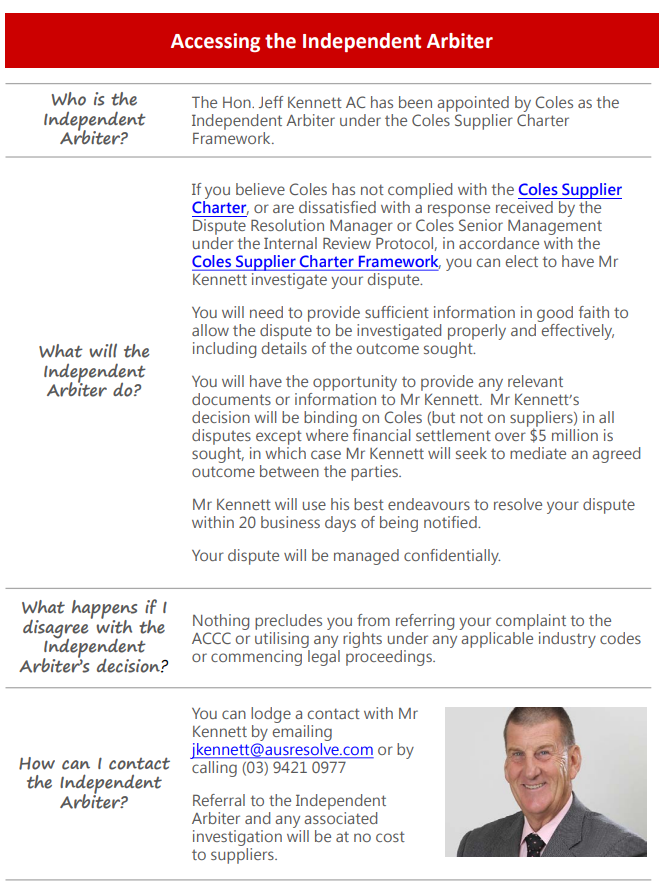 Accessing the Independent Arbiter
Who is the
Independent
Arbiter?
The Hon. Jeff Kennett AC has been appointed by Coles as the
Independent Arbiter under the Coles Supplier Charter
Framework.
What will the
Independent
Arbiter do?
If you believe Coles has not complied with the Coles Supplier
Charter, or are dissatisfied with a response received by the
Dispute Resolution Manager or Coles Senior Management
under the Internal Review Protocol, in accordance with the
Coles Supplier Charter Framework, you can elect to have Mr
Kennett investigate your dispute.
You will need to provide sufficient information in good faith to
allow the dispute to be investigated properly and effectively,
including details of the outcome sought.
You will have the opportunity to provide any relevant
documents or information to Mr Kennett.  Mr Kennett's
decision will be binding on Coles (but not on suppliers) in all
disputes except where financial settlement over $5 million is
sought, in which case Mr Kennett will seek to mediate an agreed
outcome between the parties.
Mr Kennett will use his best endeavours to resolve your dispute
within 20 business days of being notified.
Your dispute will be managed confidentially.
What happens if I
disagree with the
Independent
Arbiter's decision?
Nothing precludes you from referring your complaint to the
ACCC or utilising any rights under any applicable industry codes
or commencing legal proceedings.
How can I contact
the Independent
Arbiter?
You can lodge a contact with Mr
Kennett by emailing
jkennett@ausresolve.com or by
calling (03) 9421 0977
Referral to the Independent
Arbiter and any associated
investigation will be at no cost
to suppliers.